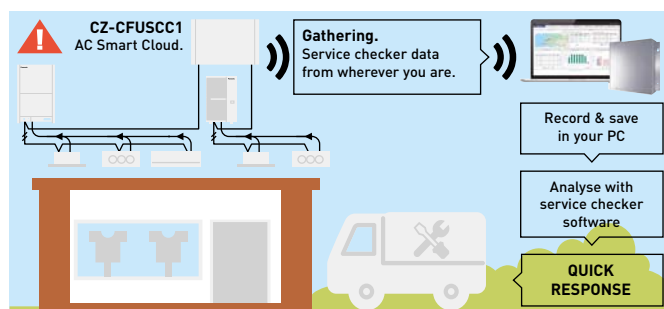 CZ-CFUSCC1
AC Smart Cloud.
Gathering.
Service checker data
from wherever you are.
Record & save
in your PC
Analyse with
service checker
software
QUICK
RESPONSE